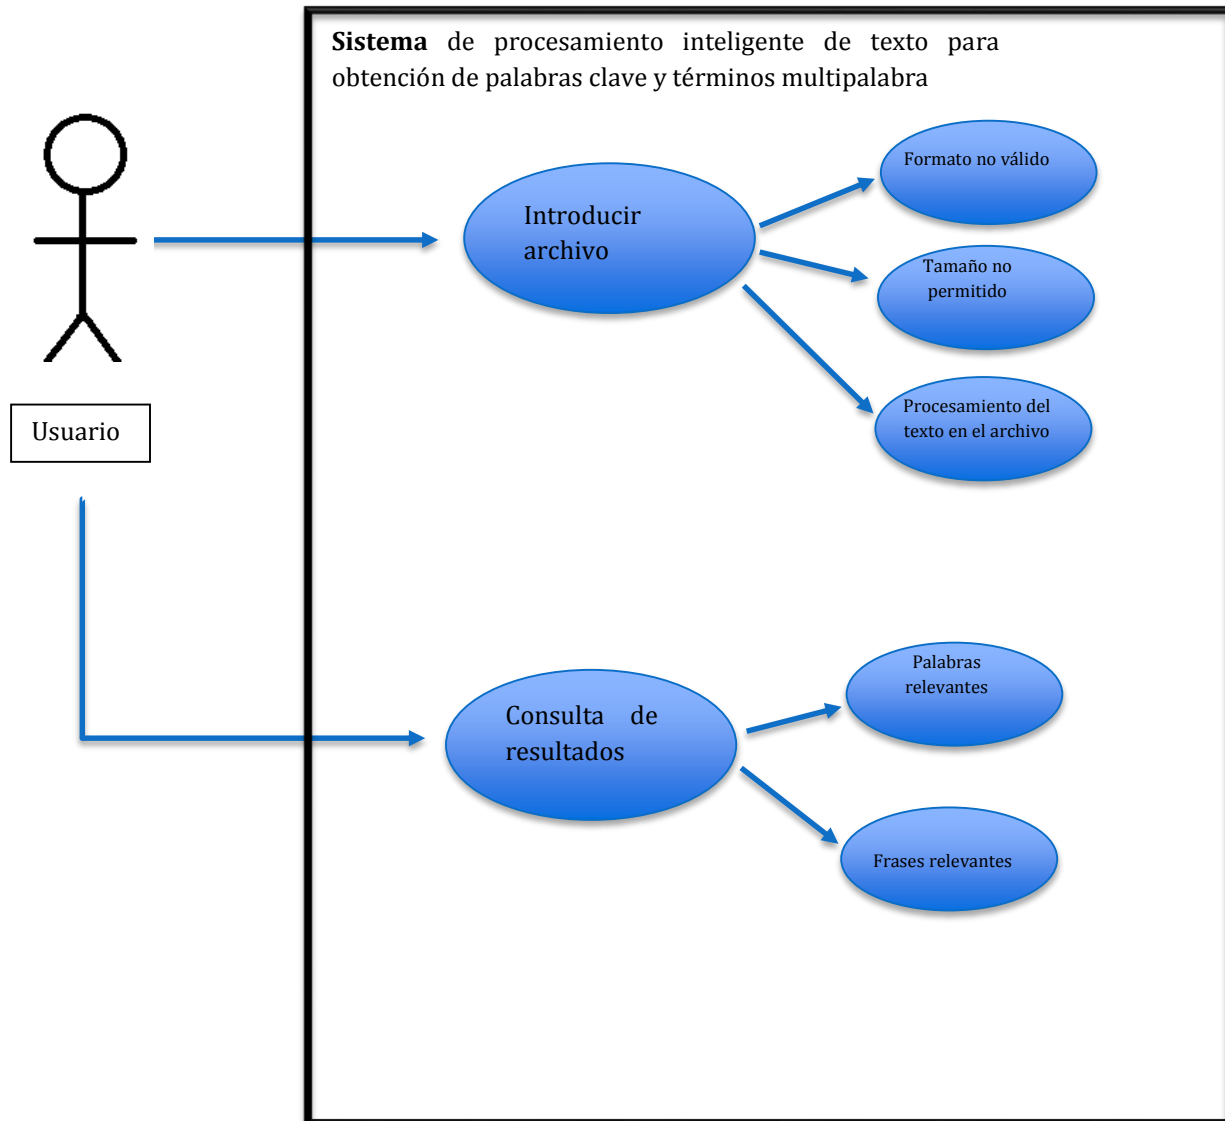 Sistema de procesamiento inteligente de texto para
obtención de palabras clave y términos multipalabra
Formato no válido
Introducir
archivo
Tamaño no
permitido
Procesamiento del
texto en el archivo
Usuario
Palabras
relevantes
Consulta de
resultados
Frases relevantes